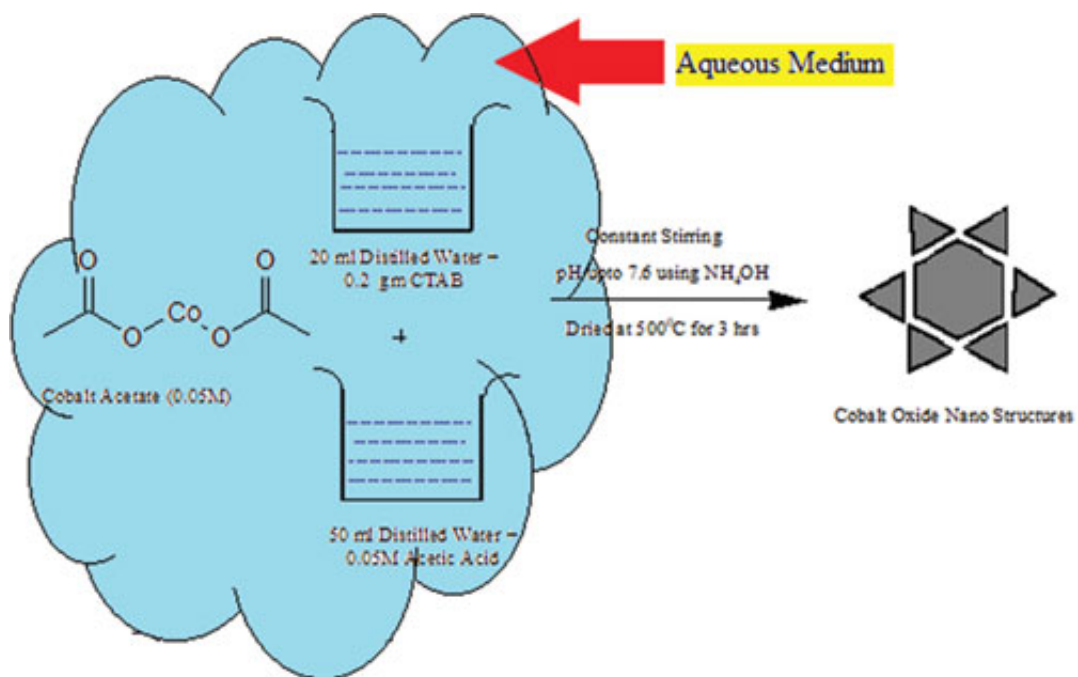 Aqueous Medium
20 ml Distilled Water –
0.2 gm CTAB
O
O
Co
O
O
+
Cobalt Acetate (0.05M)
50 ml Distilled Water –
0.05M Acetic Acid
Constant Stirring
pH upto 7.6 using NH₄OH
Dried at 500⁰C for 3 hrs
Cobalt Oxide Nano Structures